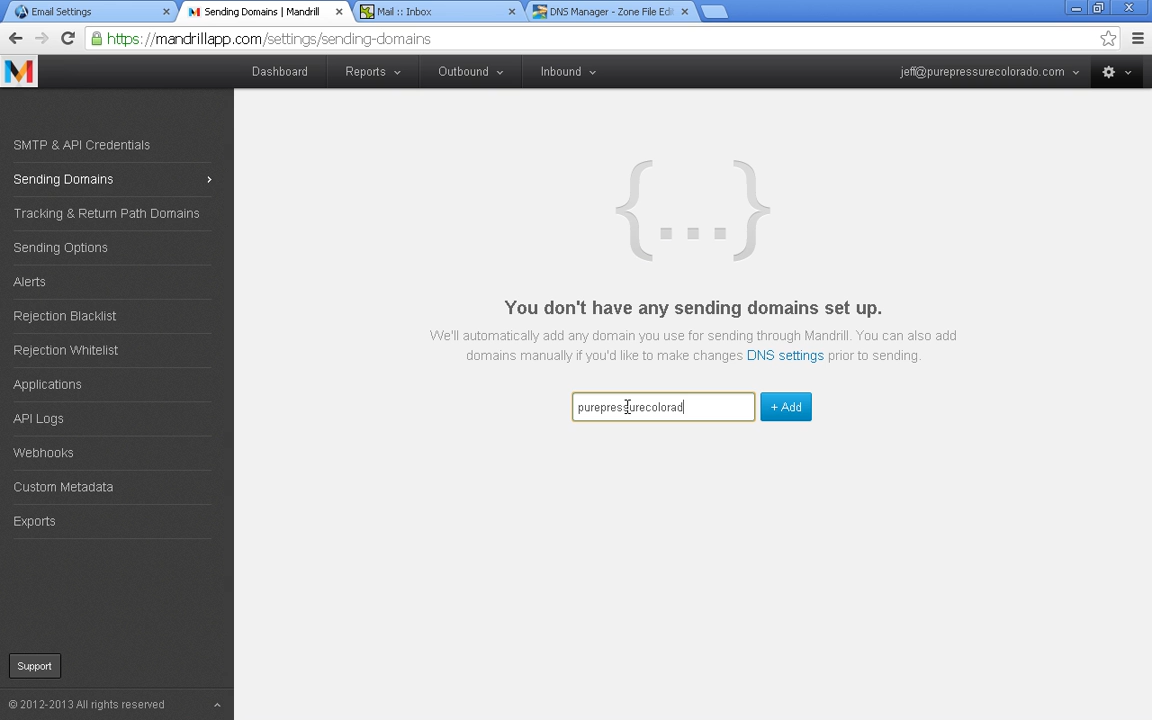 Email Settings
Sending Domains | Mandrill
Mail :: Inbox
DNS Manager - Zone File Edi
https://mandrillapp.com/settings/sending-domains
Dashboard
Reports
Outbound
Inbound
jeff@purepressurecolorado.com
SMTP & API Credentials
Sending Domains
Tracking & Return Path Domains
Sending Options
Alerts
Rejection Blacklist
Rejection Whitelist
Applications
API Logs
Webhooks
Custom Metadata
Exports
Support
© 2012-2013 All rights reserved
{...}
You don't have any sending domains set up.
We'll automatically add any domain you use for sending through Mandrill. You can also add
domains manually if you'd like to make changes DNS settings prior to sending.
purepressurecolorad
+ Add